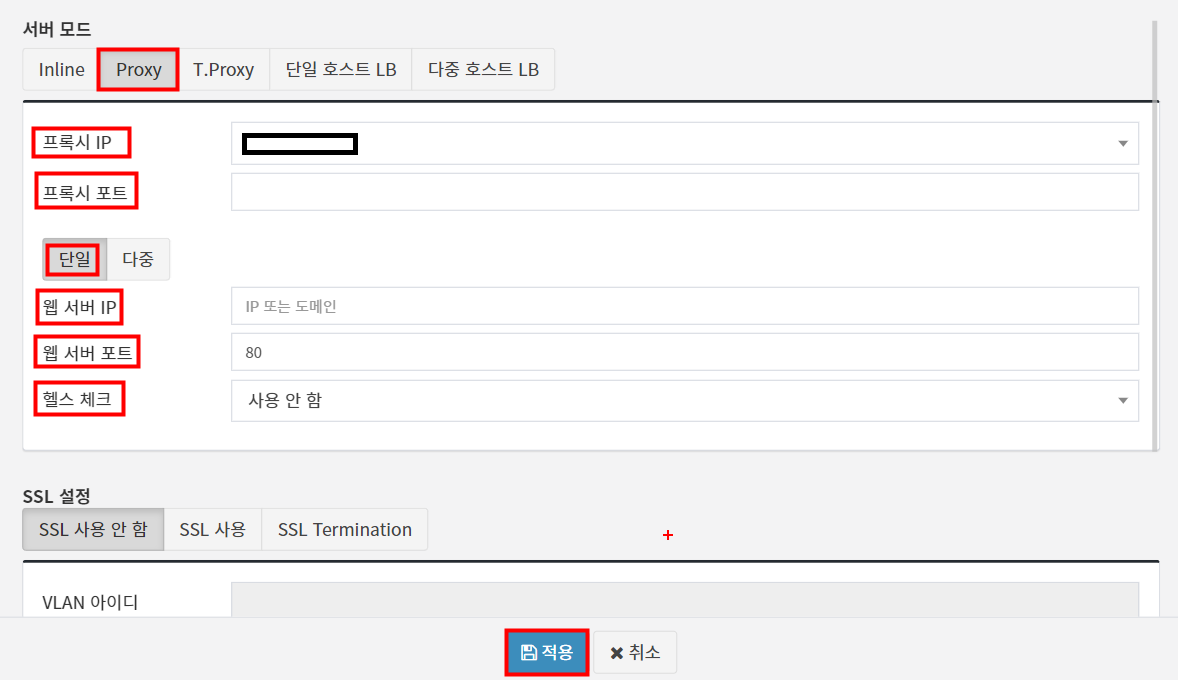 서버 모드
Inline Proxy T.Proxy 단일 호스트 LB 다중 호스트 LB
프록시 IP
프록시 포트
단일 다중
웹 서버 IP IP 또는 도메인
웹 서버 포트 80
헬스 체크 사용 안 함
SSL 설정
SSL 사용 안 함 SSL 사용 SSL Termination
VLAN 아이디
적용 취소